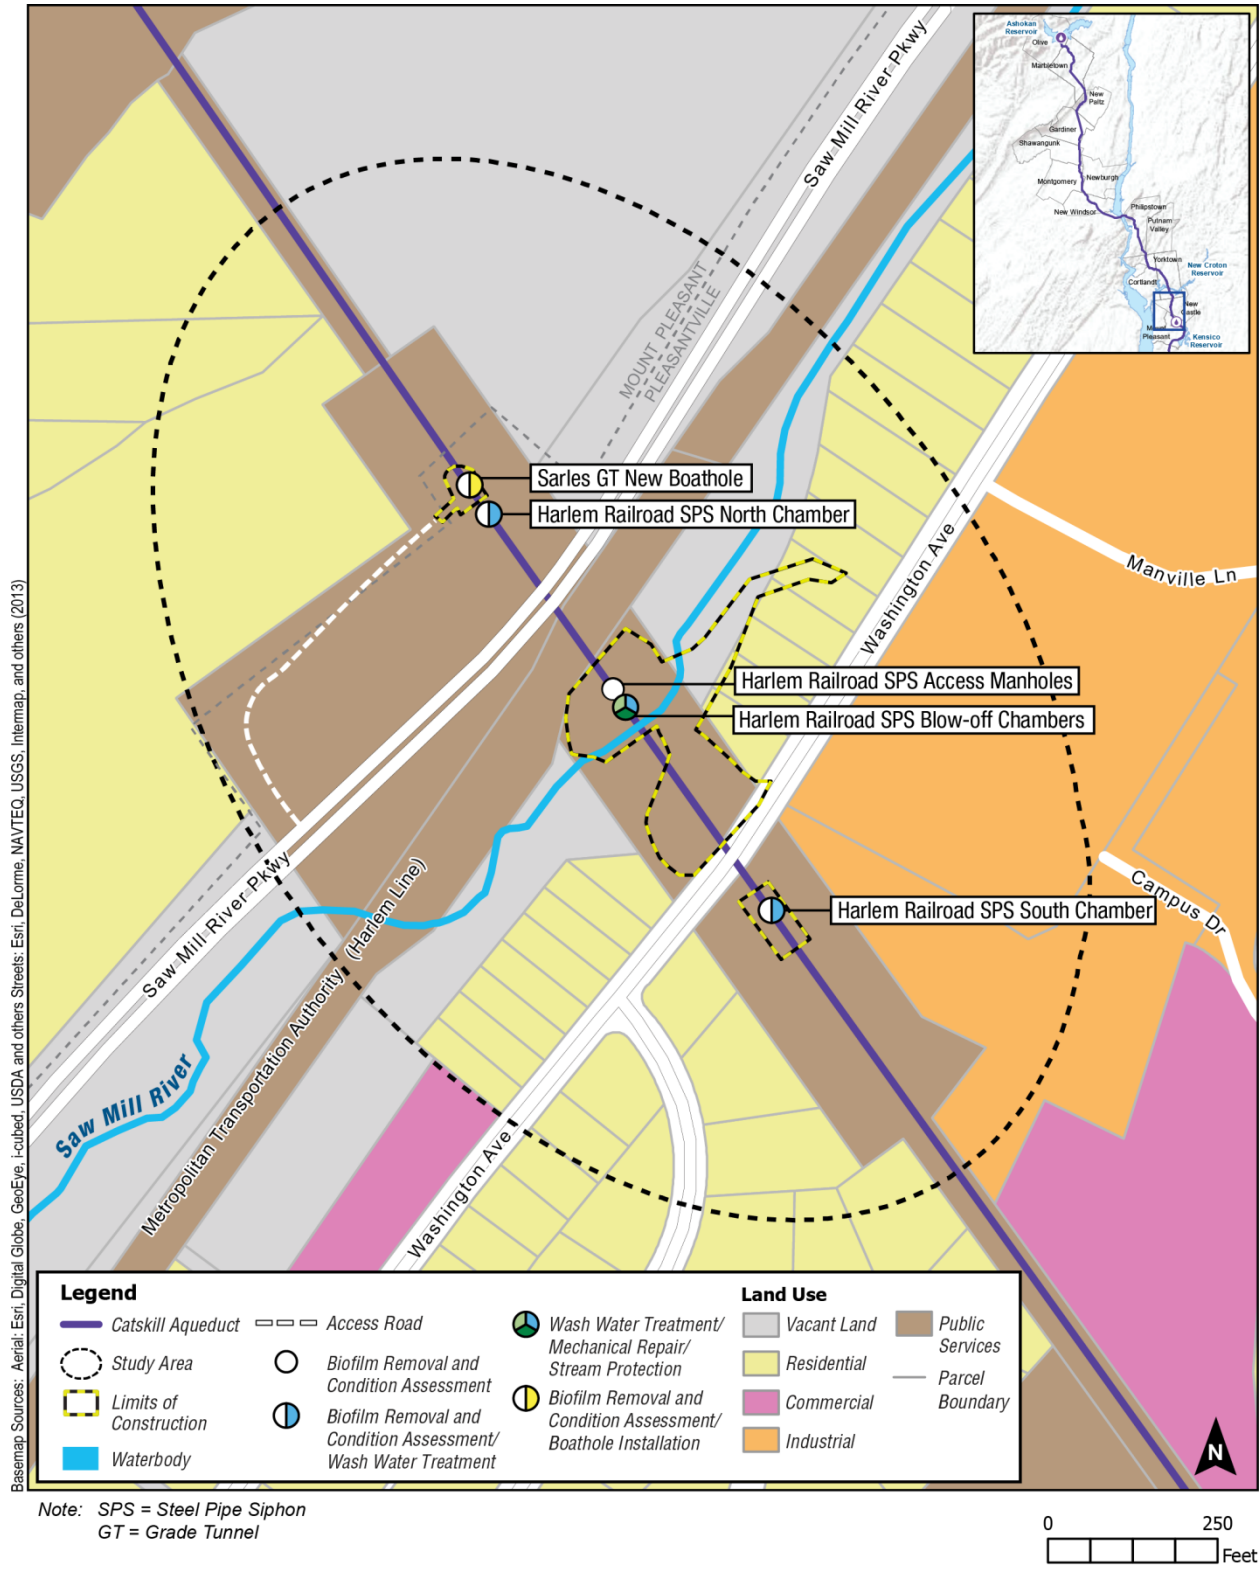 Ashokan
Reservoir
Olive
Marbletown
New
Paltz
Gardiner
Shawangunk
Montgomery
Newburgh
New Windsor
Philipstown
Putnam
Valley
Yorktown
New Croton
Reservoir
Cortlandt
New
Castle
Mount
Pleasant
Kensico
Reservoir
Saw Mill River Pkwy
MOUNT PLEASANT
PLEASANTVILLE
Sarles GT New Boathole
Harlem Railroad SPS North Chamber
Washington Ave
Manville Ln
Harlem Railroad SPS Access Manholes
Harlem Railroad SPS Blow-off Chambers
Saw Mill River Pkwy
Campus Dr
Harlem Railroad SPS South Chamber
Metropolitan Transportation Authority (Harlem Line)
Saw Mill River
Washington Ave
Basemap Sources: Aerial: Esri, Digital Globe, GeoEye, i-cubed, USDA and others Streets: Esri, DeLorme, NAVTEQ, USGS, Intermap, and others (2013)
Legend
Catskill Aqueduct
Study Area
Limits of
Construction
Waterbody
Access Road
Biofilm Removal and
Condition Assessment
Biofilm Removal and
Condition Assessment/
Wash Water Treatment
Wash Water Treatment/
Mechanical Repair/
Stream Protection
Biofilm Removal and
Condition Assessment/
Boathole Installation
Land Use
Vacant Land
Residential
Commercial
Industrial
Public
Services
Parcel
Boundary
N
Note: SPS = Steel Pipe Siphon
GT = Grade Tunnel
0 250
Feet